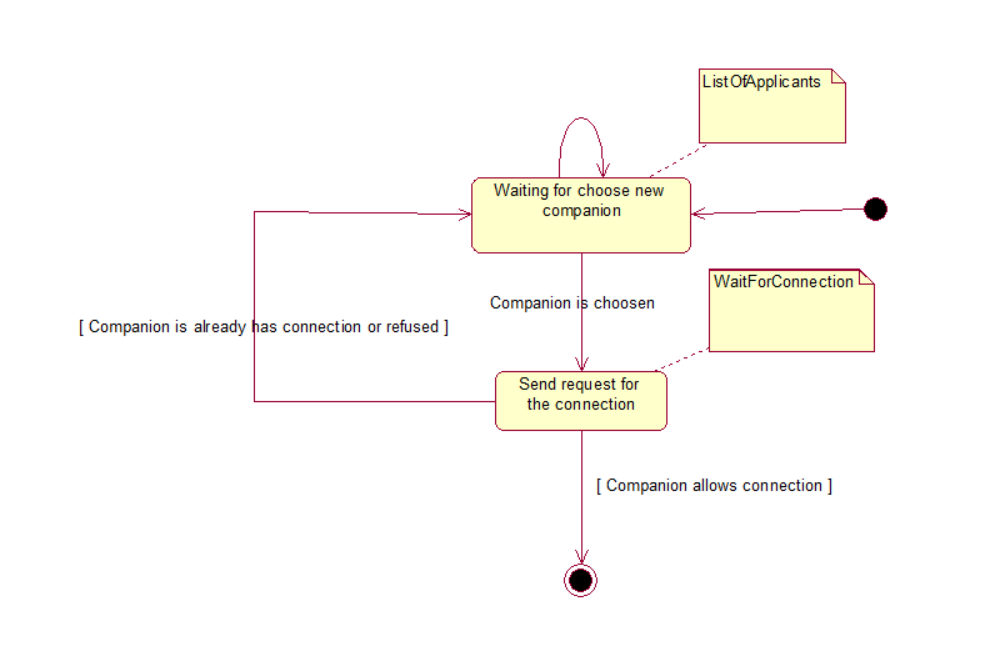 ListOfApplicants
Waiting for choose new
companion
WaitForConnection
Companion is choosen
[ Companion is already has connection or refused ]
Send request for
the connection
[ Companion allows connection ]